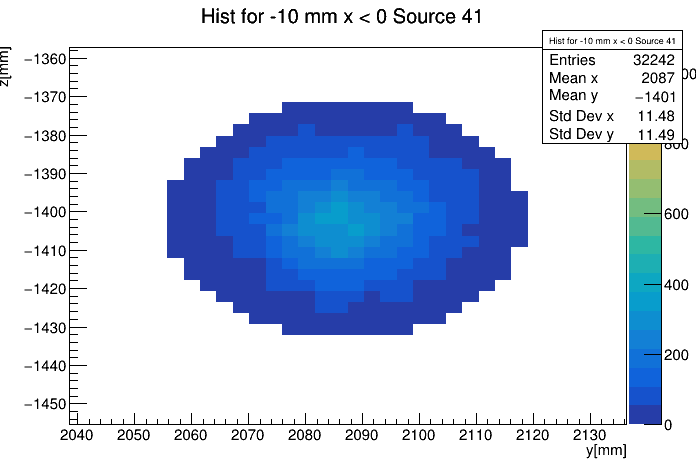 Hist for -10 mm x < 0 Source 41
z[mm]
Hist for -10 mm x < 0 Source 41
Entries 32242
Mean x 2087
Mean y −1401
Std Dev x 11.48
Std Dev y 11.49
−1360
−1370
−1380
−1390
−1400
−1410
−1420
−1430
−1440
−1450
2040 2050 2060 2070 2080 2090 2100 2110 2120 2130
y[mm]
800
600
400
200
0